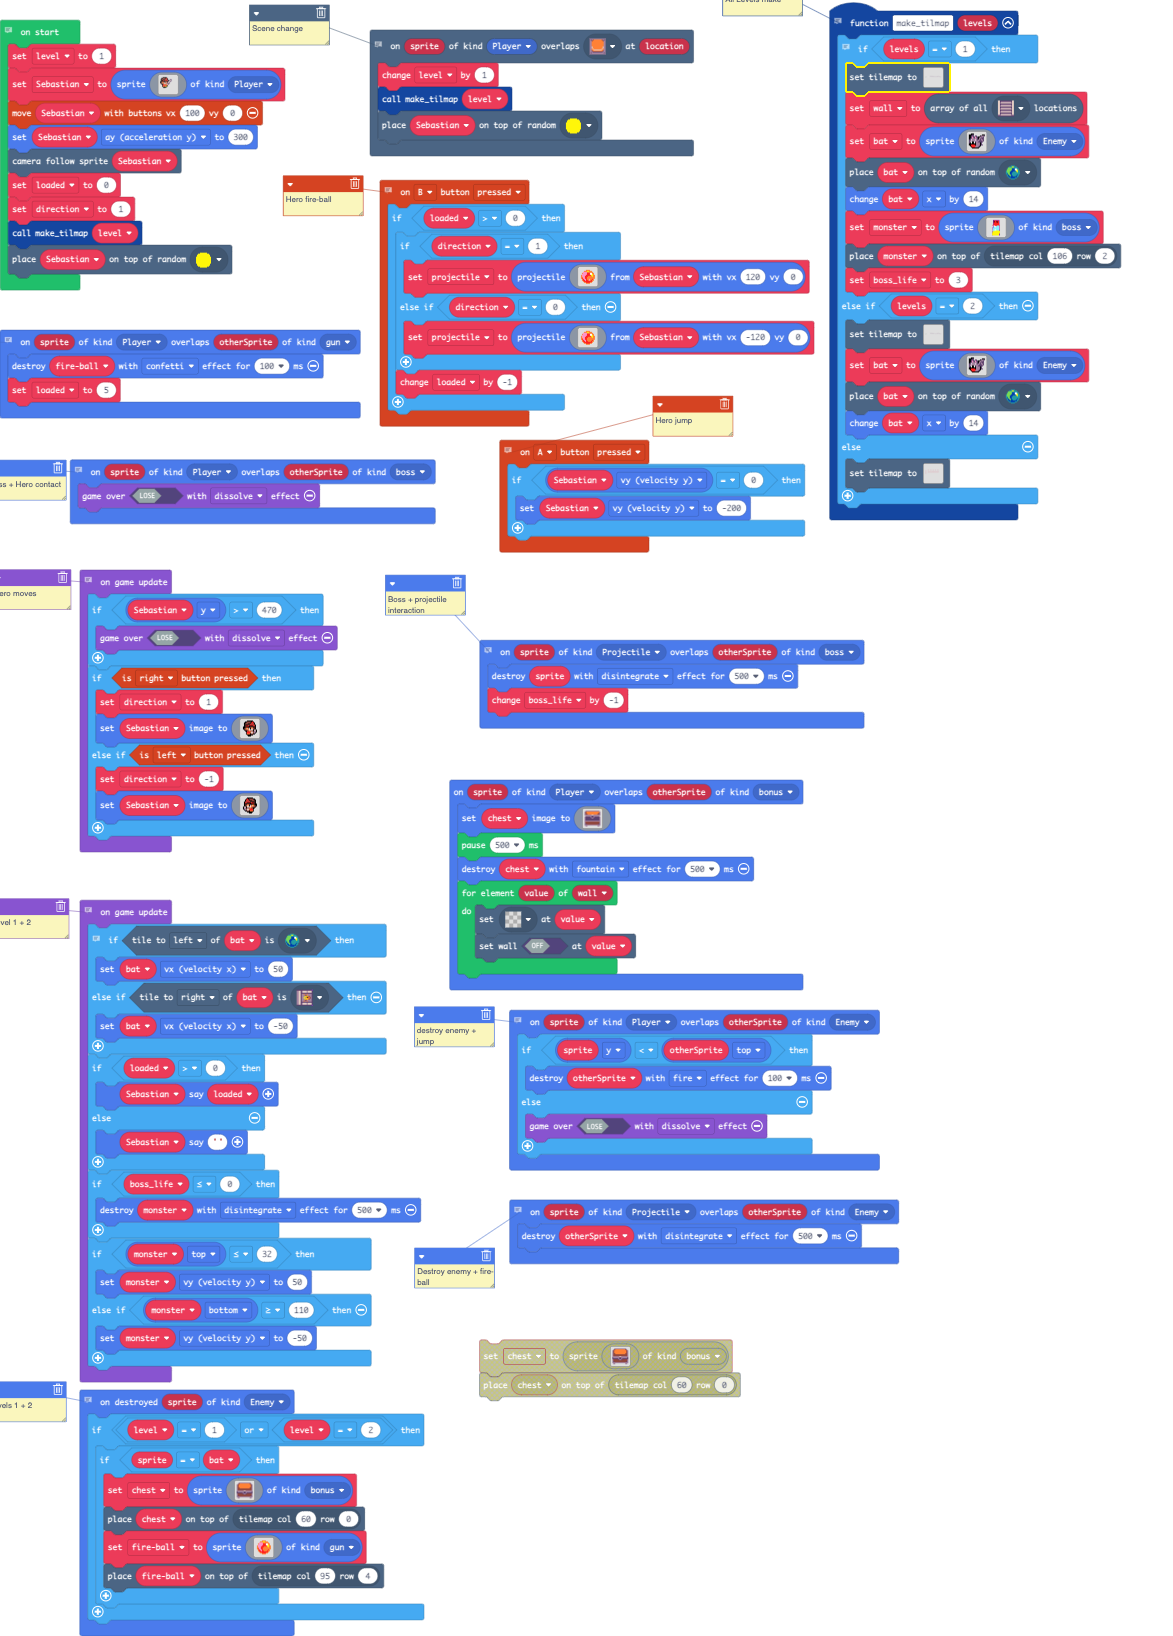 on start
set level to 1
set Sebastian to sprite of kind Player
move Sebastian with buttons vx 100 vy 0
set Sebastian ay (acceleration y) to 300
camera follow sprite Sebastian
set loaded to 0
set direction to 1
call make_tilmap level
place Sebastian on top of random
Scene change
on sprite of kind Player overlaps at location
change level by 1
call make_tilmap level
place Sebastian on top of random
All Levels make
function make_tilmap levels
if levels = 1 then
set tilemap to
set wall to array of all locations
set bat to sprite of kind Enemy
place bat on top of random
change bat x by 14
set monster to sprite of kind boss
place monster on top of tilemap col 106 row 2
set boss_life to 3
else if levels = 2 then
set tilemap to
set bat to sprite of kind Enemy
place bat on top of random
change bat x by 14
else
set tilemap to
Hero fire-ball
on B button pressed
if loaded > 0 then
if direction = 1 then
set projectile to projectile from Sebastian with vx 120 vy 0
else if direction = 0 then
set projectile to projectile from Sebastian with vx -120 vy 0
change loaded by -1
on sprite of kind Player overlaps otherSprite of kind gun
destroy fire-ball with confetti effect for 100 ms
set loaded to 5
Hero jump
on A button pressed
if Sebastian vy (velocity y) = 0 then
set Sebastian vy (velocity y) to -200
ss + Hero contact
on sprite of kind Player overlaps otherSprite of kind boss
game over LOSE with dissolve effect
ero moves
on game update
if Sebastian y > 470 then
game over LOSE with dissolve effect
if is right button pressed then
set direction to 1
set Sebastian image to
else if is left button pressed then
set direction to -1
set Sebastian image to
Boss + projectile
interaction
on sprite of kind Projectile overlaps otherSprite of kind boss
destroy sprite with disintegrate effect for 500 ms
change boss_life by -1
on sprite of kind Player overlaps otherSprite of kind bonus
set chest image to
pause 500 ms
destroy chest with fountain effect for 500 ms
for element value of wall
do
set at value
set wall OFF at value
vel 1 + 2
on game update
if tile to left of bat is then
set bat vx (velocity x) to 50
else if tile to right of bat is then
set bat vx (velocity x) to -50
if loaded > 0 then
Sebastian say loaded
else
Sebastian say " "
if boss_life ≤ 0 then
destroy monster with disintegrate effect for 500 ms
if monster top ≤ 32 then
set monster vy (velocity y) to 50
else if monster bottom ≥ 110 then
set monster vy (velocity y) to -50
destroy enemy +
jump
on sprite of kind Player overlaps otherSprite of kind Enemy
if sprite y < otherSprite top then
destroy otherSprite with fire effect for 100 ms
else
game over LOSE with dissolve effect
on sprite of kind Projectile overlaps otherSprite of kind Enemy
destroy otherSprite with disintegrate effect for 500 ms
Destroy enemy + fire-
ball
set chest to sprite of kind bonus
place chest on top of tilemap col 60 row 0
vels 1 + 2
on destroyed sprite of kind Enemy
if level = 1 or level = 2 then
if sprite = bat then
set chest to sprite of kind bonus
place chest on top of tilemap col 60 row 0
set fire-ball to sprite of kind gun
place fire-ball on top of tilemap col 95 row 4